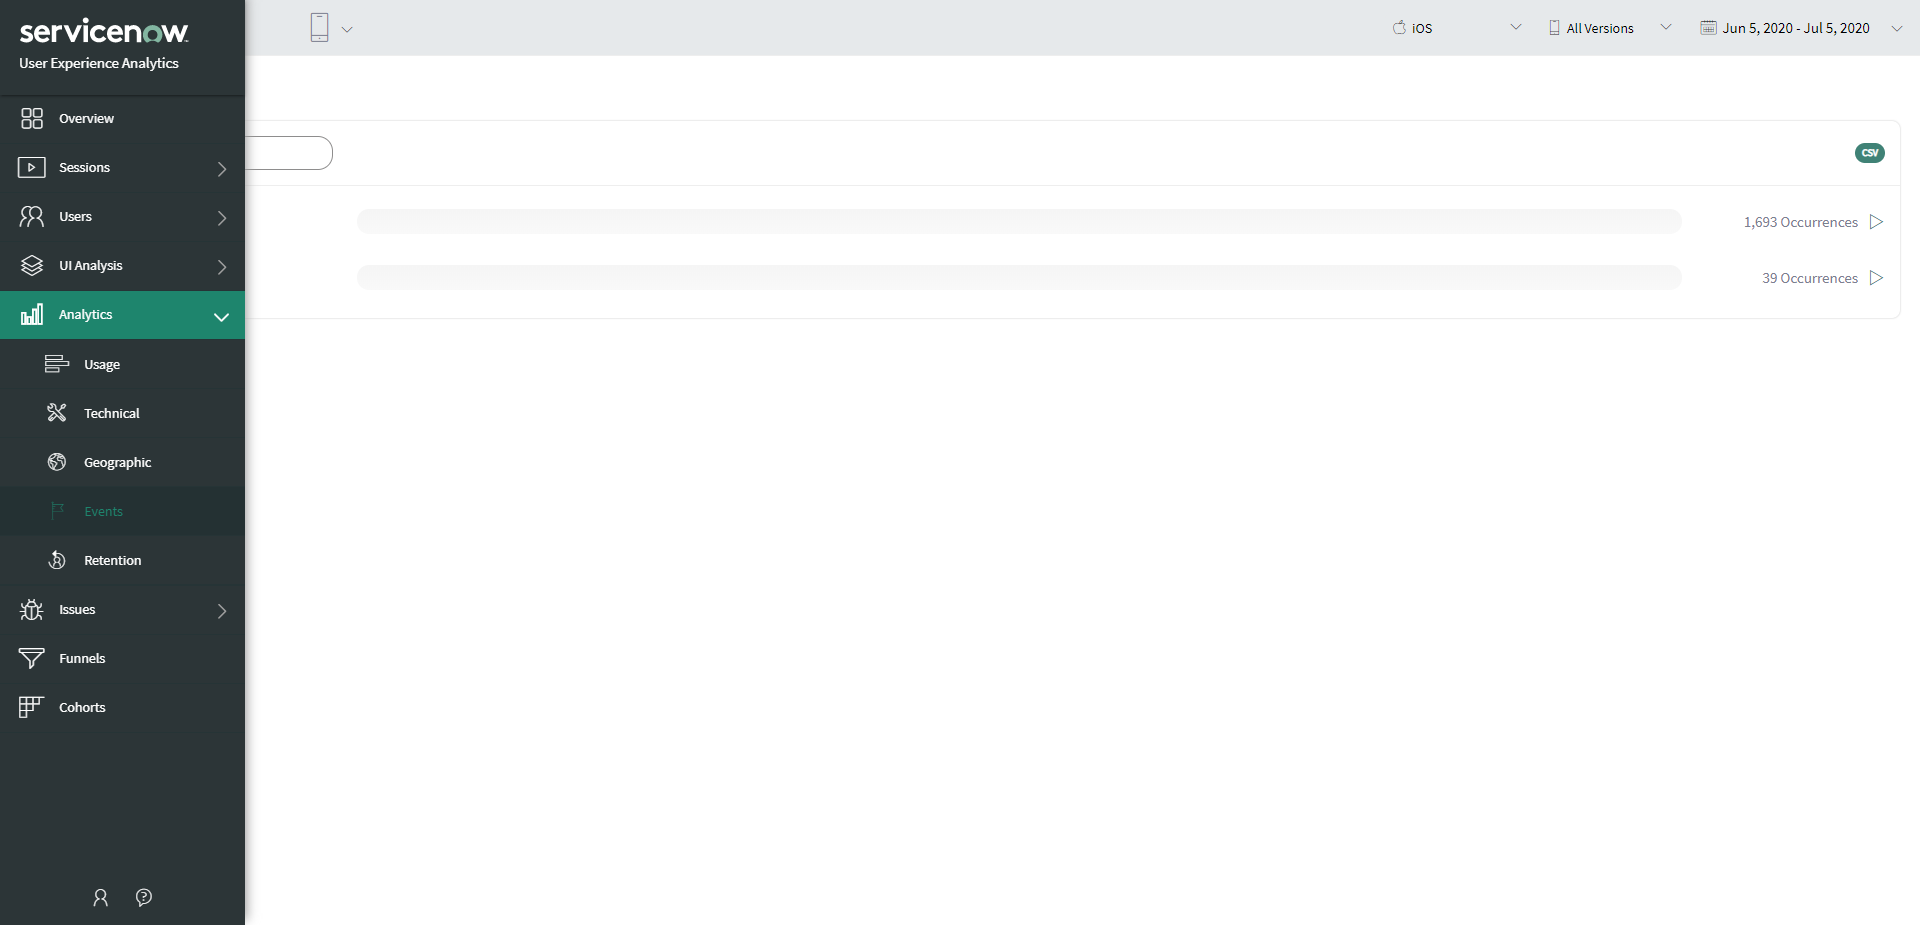 servicenow
User Experience Analytics
iOS
All Versions
Jun 5, 2020 - Jul 5, 2020
Overview
Sessions
Users
UI Analysis
Analytics
Usage
Technical
Geographic
Events
Retention
Issues
Funnels
Cohorts
CSV
1,693 Occurrences
39 Occurrences